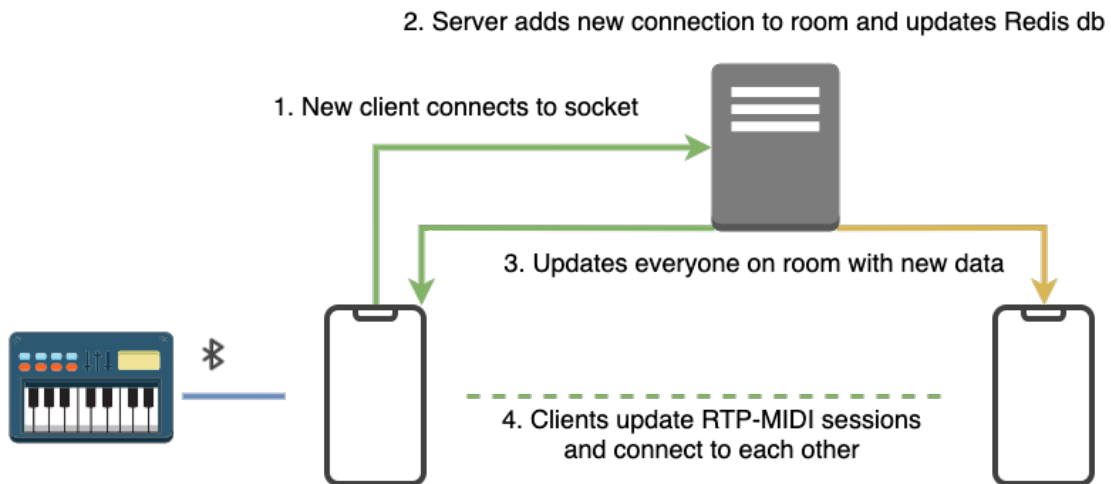 2. Server adds new connection to room and updates Redis db
1. New client connects to socket
3. Updates everyone on room with new data
4. Clients update RTP-MIDI sessions
and connect to each other